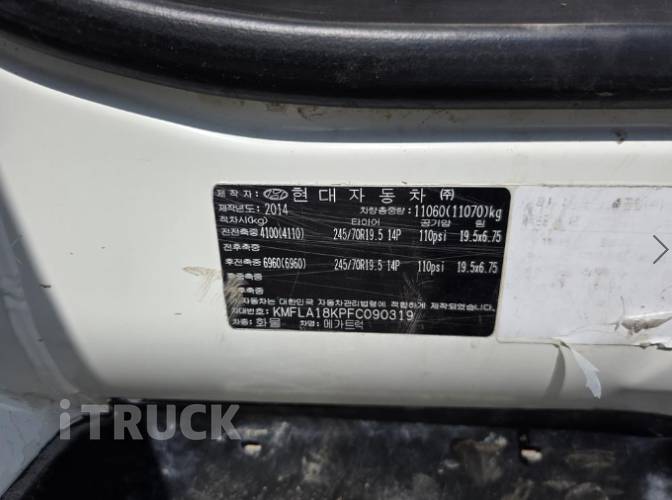 제작자: 현대자동차㈜
제작년도: 2014 차량총중량: 11060(11070)kg
적차시(kg) 타이어 공기압 림
전전축중 4100(4110) 245/70R19.5 14P 110psi 19.5x6.75
전후축중
후전축중 6960(6960) 245/70R19.5 14P 110psi 19.5x6.75
후후축중
자동차는 대한민국 자동차관리법령에 적합하게 제작되었음
차대번호: KMFLA18KPFC090319
차종: 화물 차명: 메가트럭
iTRUCK